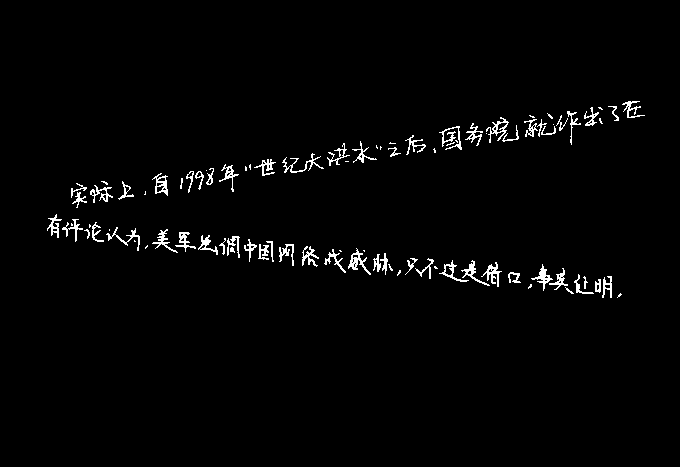 实际上,自1998年“世纪大洪水”之后,国务院就作出了在
有评论认为,美军强调中国网络战威胁,只不过是借口,事实证明,